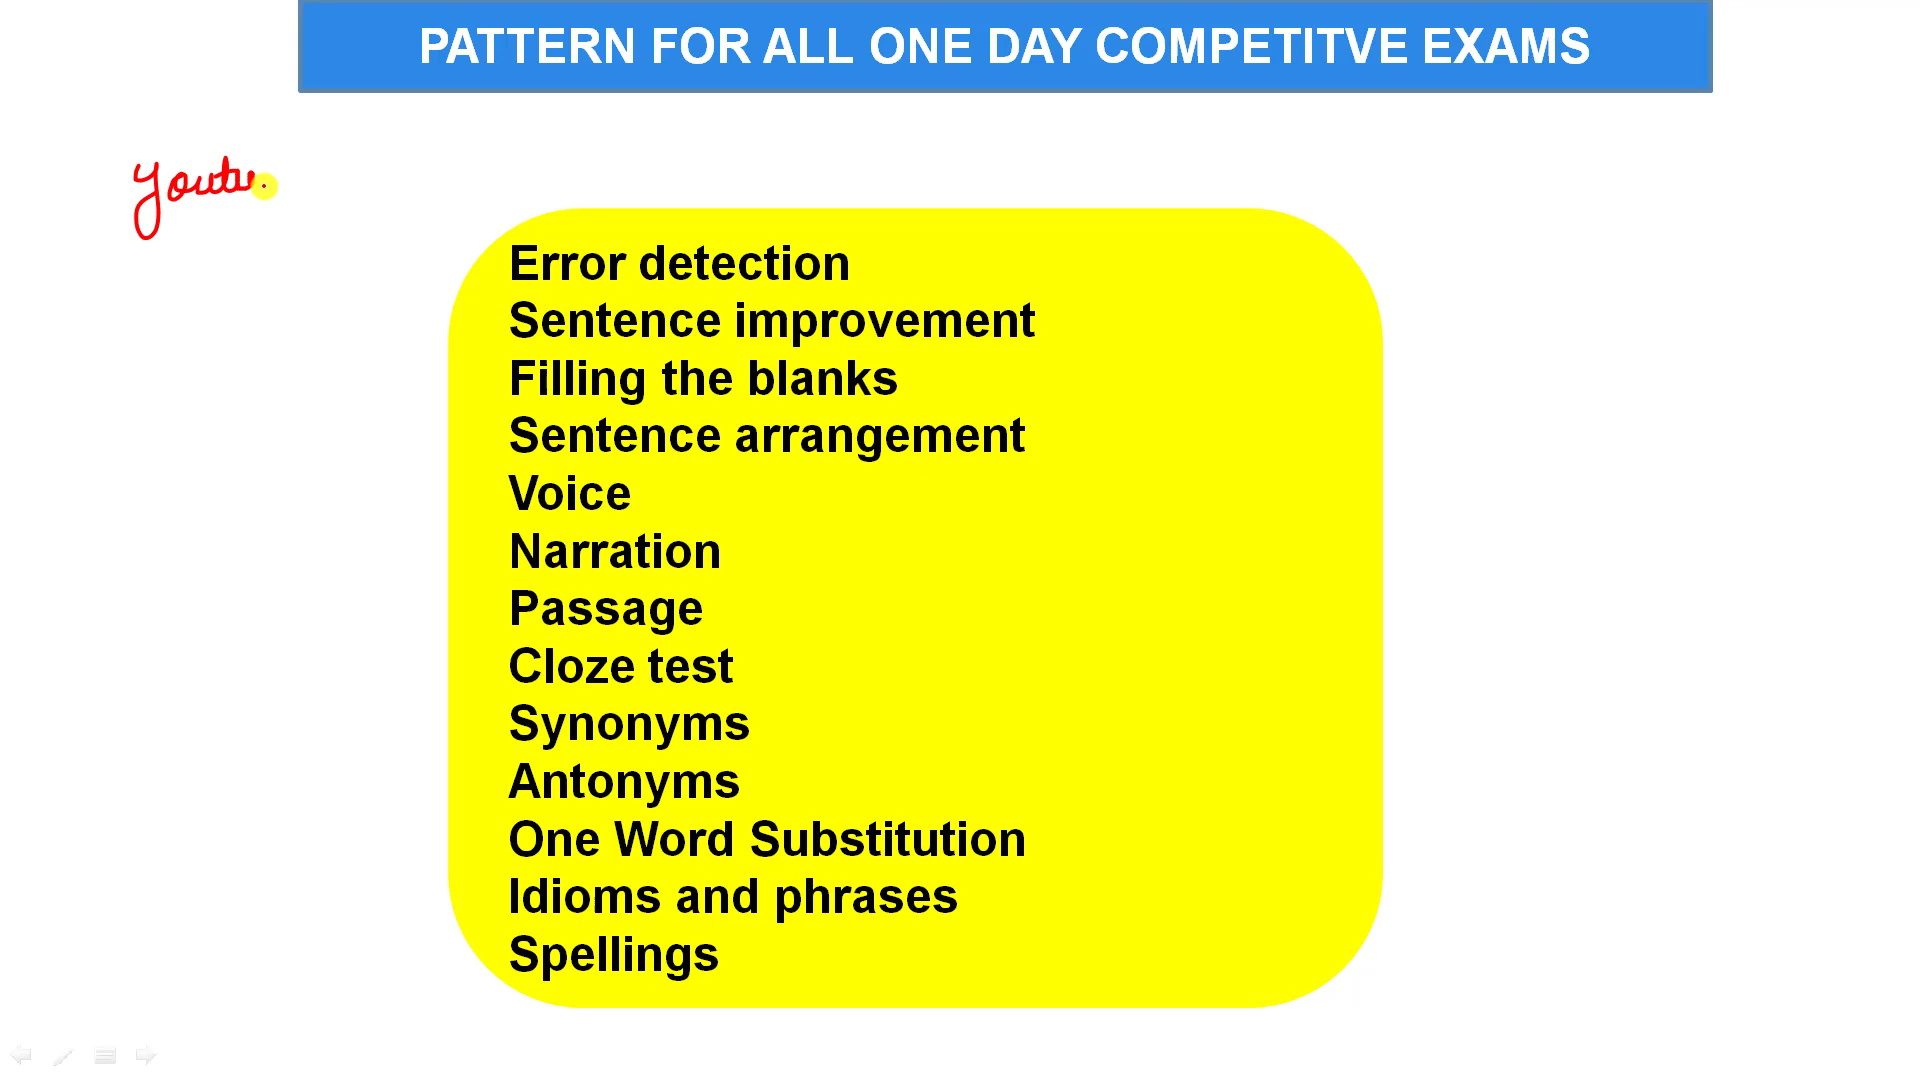 PATTERN FOR ALL ONE DAY COMPETITVE EXAMS
Youtu
Error detection
Sentence improvement
Filling the blanks
Sentence arrangement
Voice
Narration
Passage
Cloze test
Synonyms
Antonyms
One Word Substitution
Idioms and phrases
Spellings